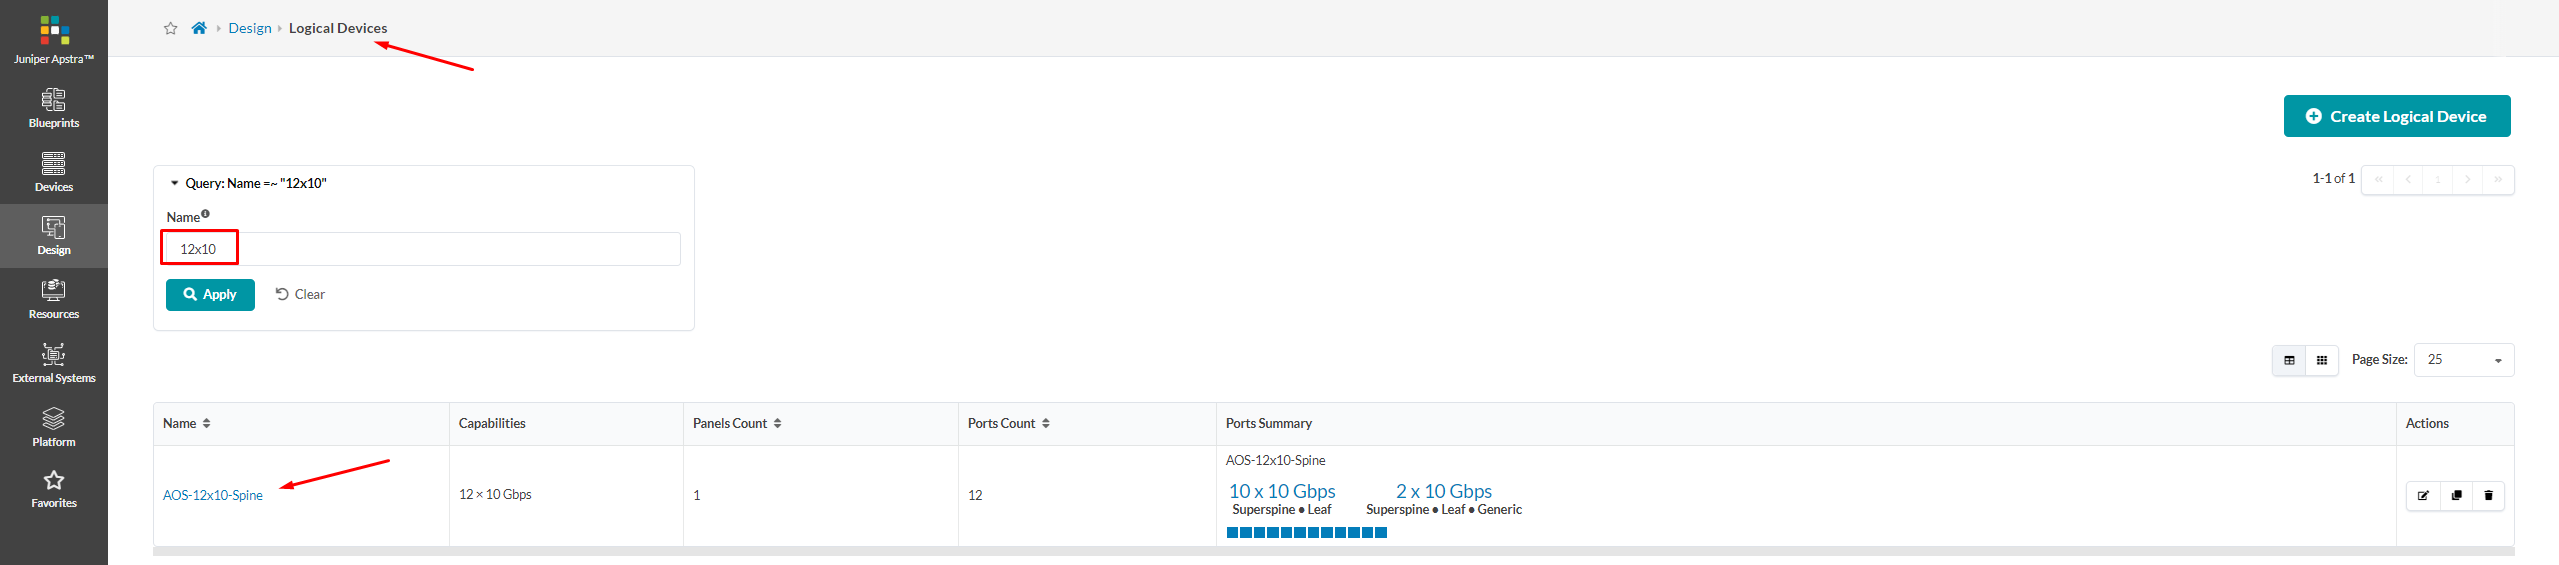 Juniper Apstra™
Blueprints
Devices
Design
Resources
External Systems
Platform
Favorites
Design
Logical Devices
Create Logical Device
Query: Name =~ "12x10"
1-1 of 1
1
Name
12x10
Apply Clear
Page Size: 25
Name Capabilities Panels Count Ports Count Ports Summary Actions
AOS-12x10-Spine
12 × 10 Gbps
1
12
AOS-12x10-Spine
10 x 10 Gbps 2 x 10 Gbps
Superspine • Leaf Superspine • Leaf • Generic